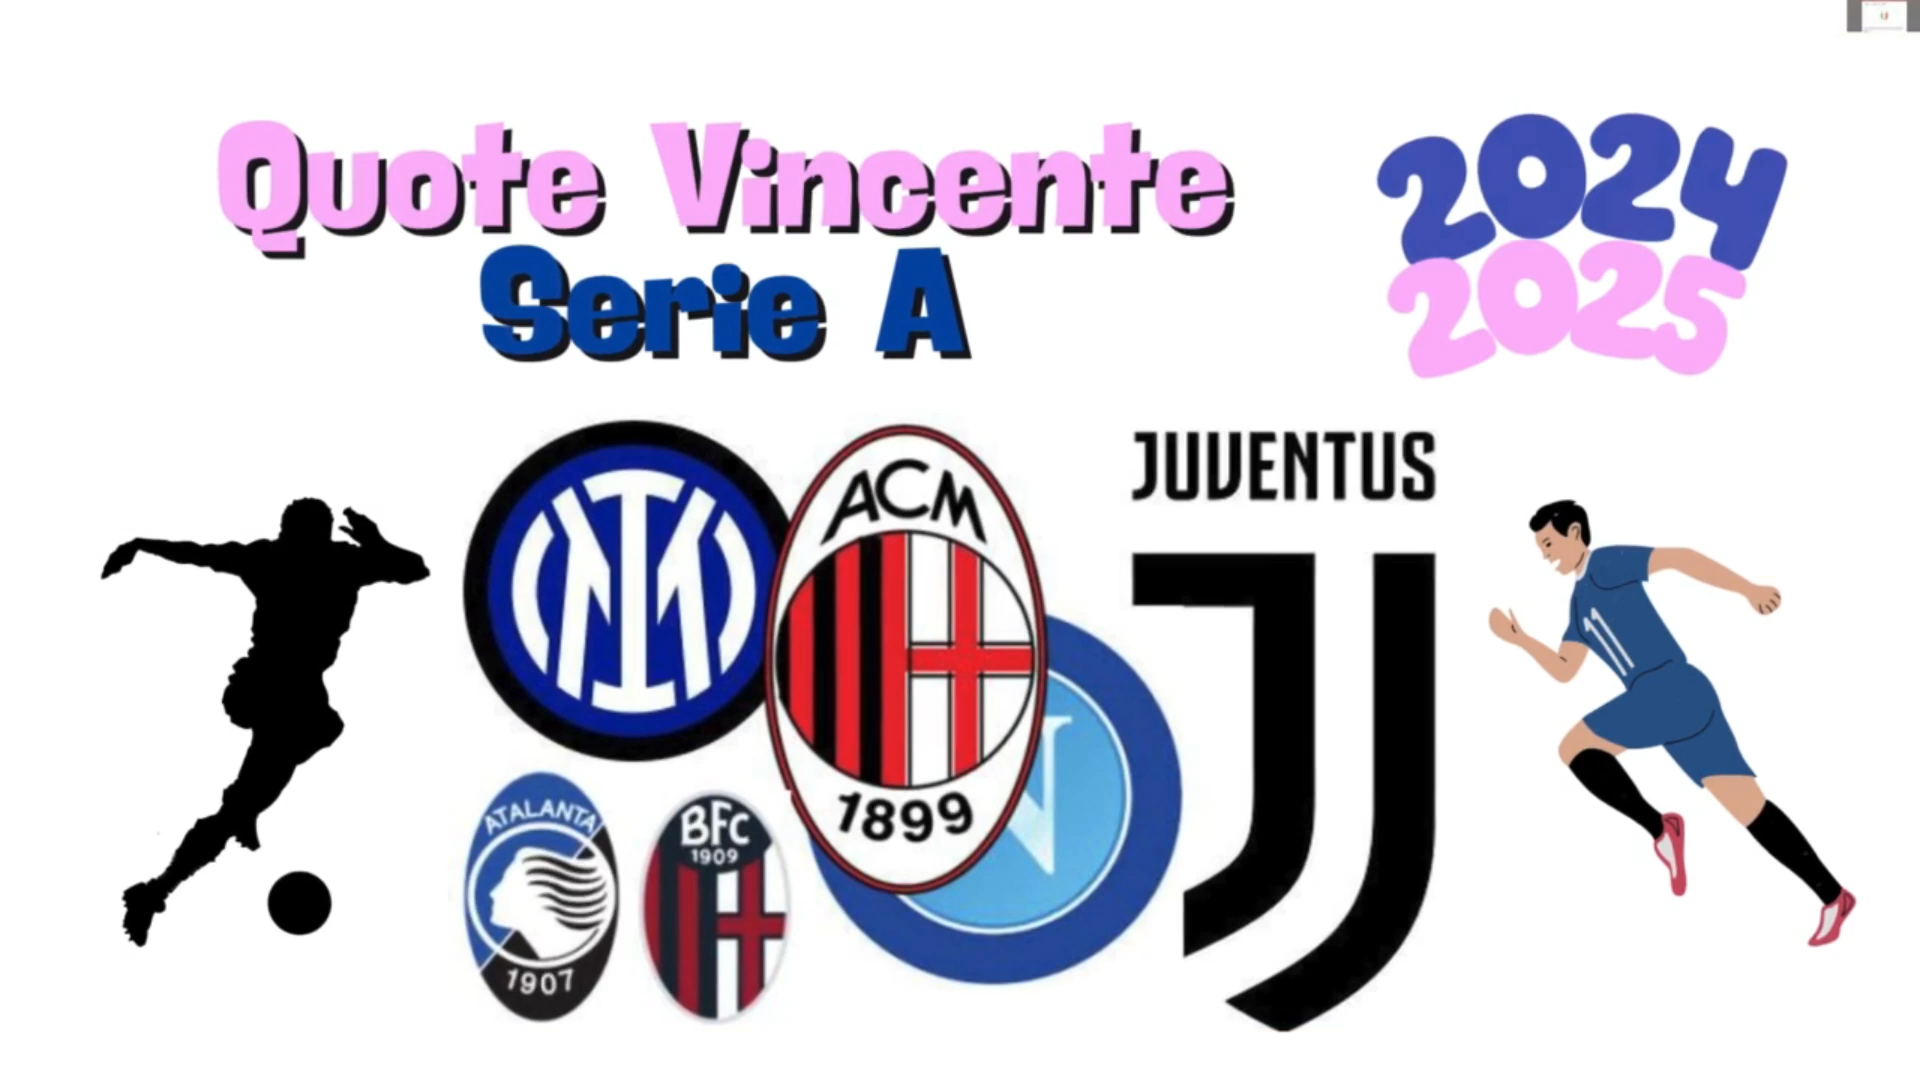 Quote Vincente
Serie A
2024
2025
ACM
1899
JUVENTUS
N
11
ATALANTA
1907
BFC
1909